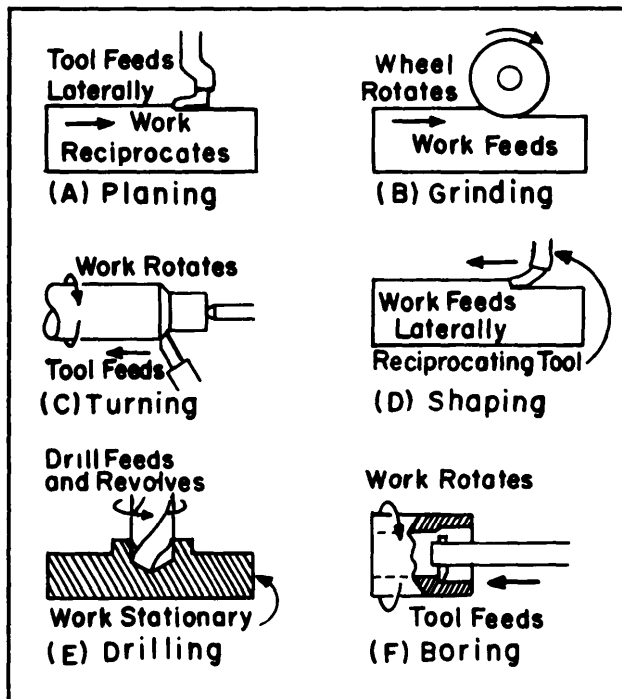 Tool Feeds
Laterally
Work
Reciprocates
(A) Planing
Wheel
Rotates
Work Feeds
(B) Grinding
Work Rotates
Tool Feeds
(C) Turning
Work Feeds
Laterally
Reciprocating Tool
(D) Shaping
Drill Feeds
and Revolves
Work Stationary
(E) Drilling
Work Rotates
Tool Feeds
(F) Boring